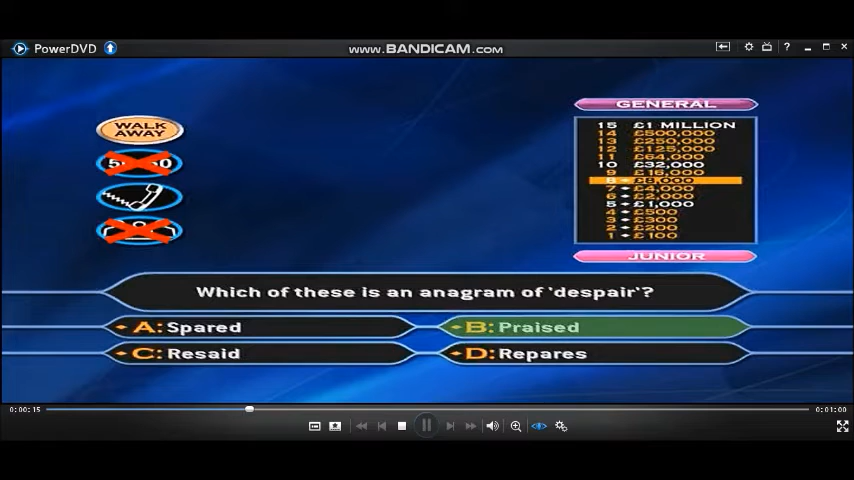 PowerDVD
www.BANDICAM.com
WALK
AWAY
GENERAL
15 £1 MILLION
14 £500,000
13 £250,000
12 £125,000
11 £64,000
10 £32,000
9 £16,000
8 £8,000
7 £4,000
6 £2,000
5 £1,000
4 £500
3 £300
2 £200
1 £100
JUNIOR
Which of these is an anagram of 'despair'?
A: Spared
B: Praised
C: Resaid
D: Repares
0:00:15
0:01:00